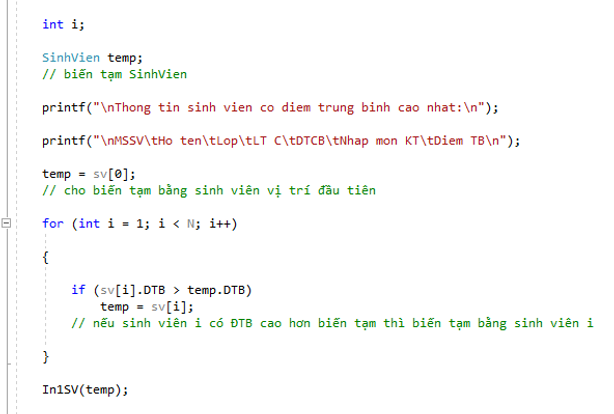 int i;
SinhVien temp;
// biến tạm SinhVien
printf("\nThong tin sinh vien co diem trung binh cao nhat:\n");
printf("\nMSSV\tHo ten\tLop\tLT C\tDTCB\tNhap mon KT\tDiem TB\n");
temp = sv[0];
// cho biến tạm bằng sinh viên vị trí đầu tiên
for (int i = 1; i < N; i++)
{
if (sv[i].DTB > temp.DTB)
temp = sv[i];
// nếu sinh viên i có ĐTB cao hơn biến tạm thì biến tạm bằng sinh viên i
}
In1SV(temp);